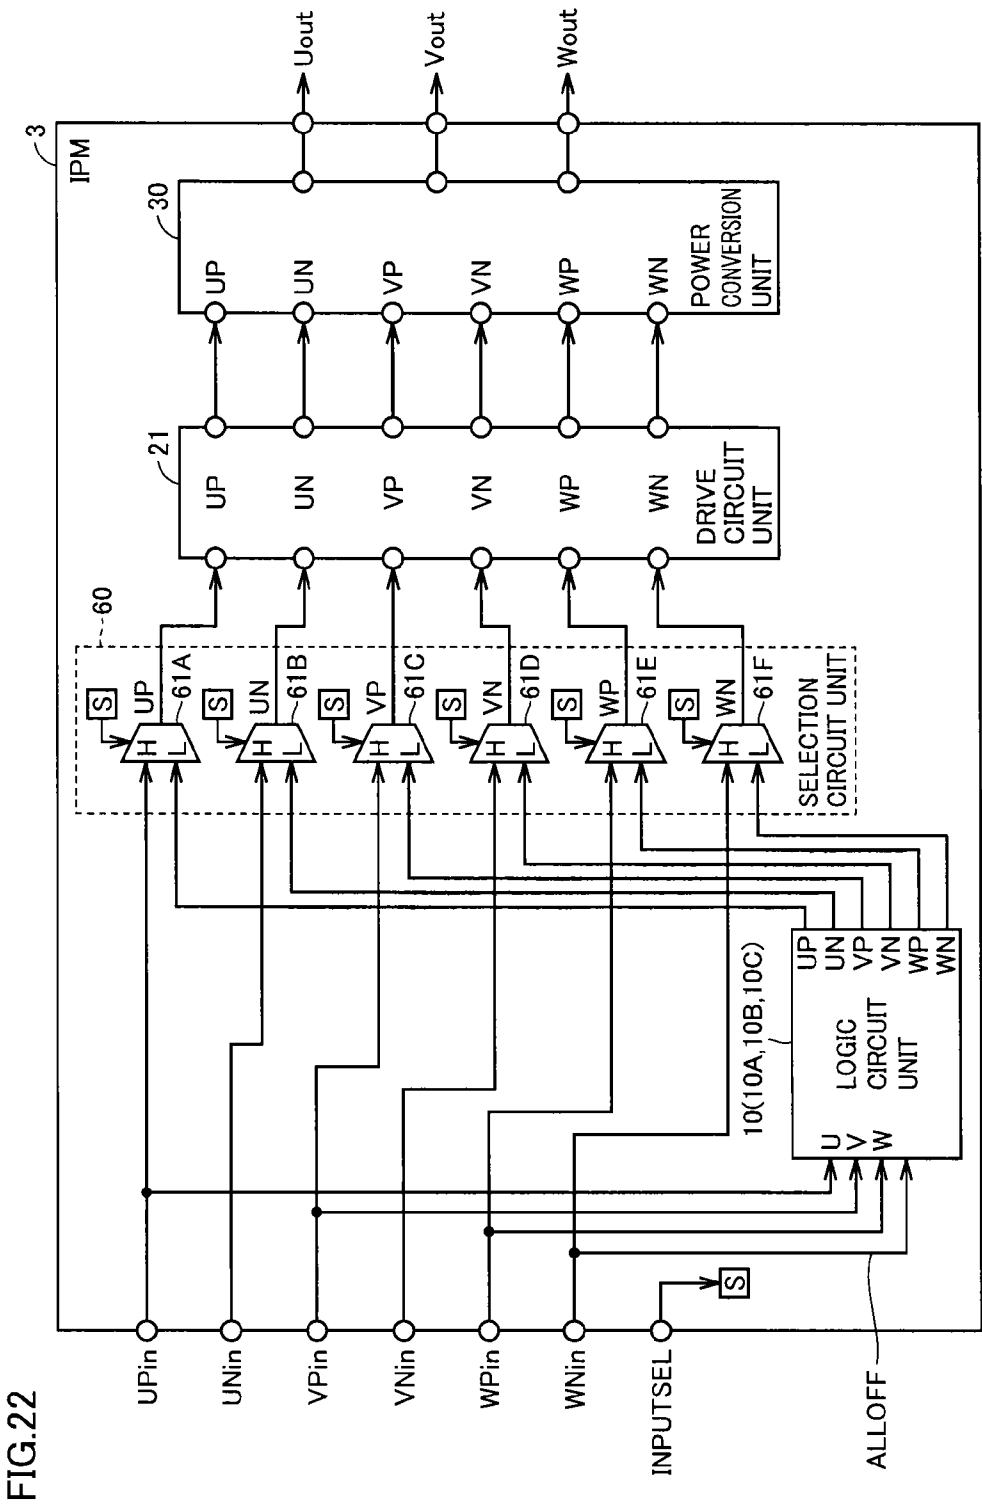 FIG.22
3
IPM
UPin
UNin
VPin
VNin
WPin
WNin
INPUTSEL
ALLOFF
S
10(10A,10B,10C)
U
V
W
LOGIC
CIRCUIT
UNIT
UP
UN
VP
VN
WP
WN
60
S
H
L
UP
61A
S
H
L
UN
61B
S
H
L
VP
61C
S
H
L
VN
61D
S
H
L
WP
61E
S
H
L
WN
61F
SELECTION
CIRCUIT UNIT
21
UP
UN
VP
VN
WP
WN
DRIVE
CIRCUIT
UNIT
30
UP
UN
VP
VN
WP
WN
POWER
CONVERSION
UNIT
Uout
Vout
Wout